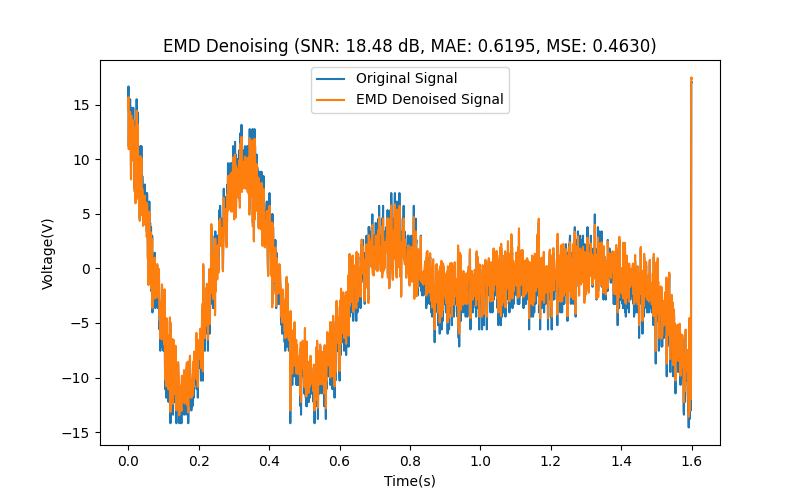 EMD Denoising (SNR: 18.48 dB, MAE: 0.6195, MSE: 0.4630)
Original Signal
EMD Denoised Signal
15
10
5
0
−5
−10
−15
Voltage(V)
0.0 0.2 0.4 0.6 0.8 1.0 1.2 1.4 1.6
Time(s)